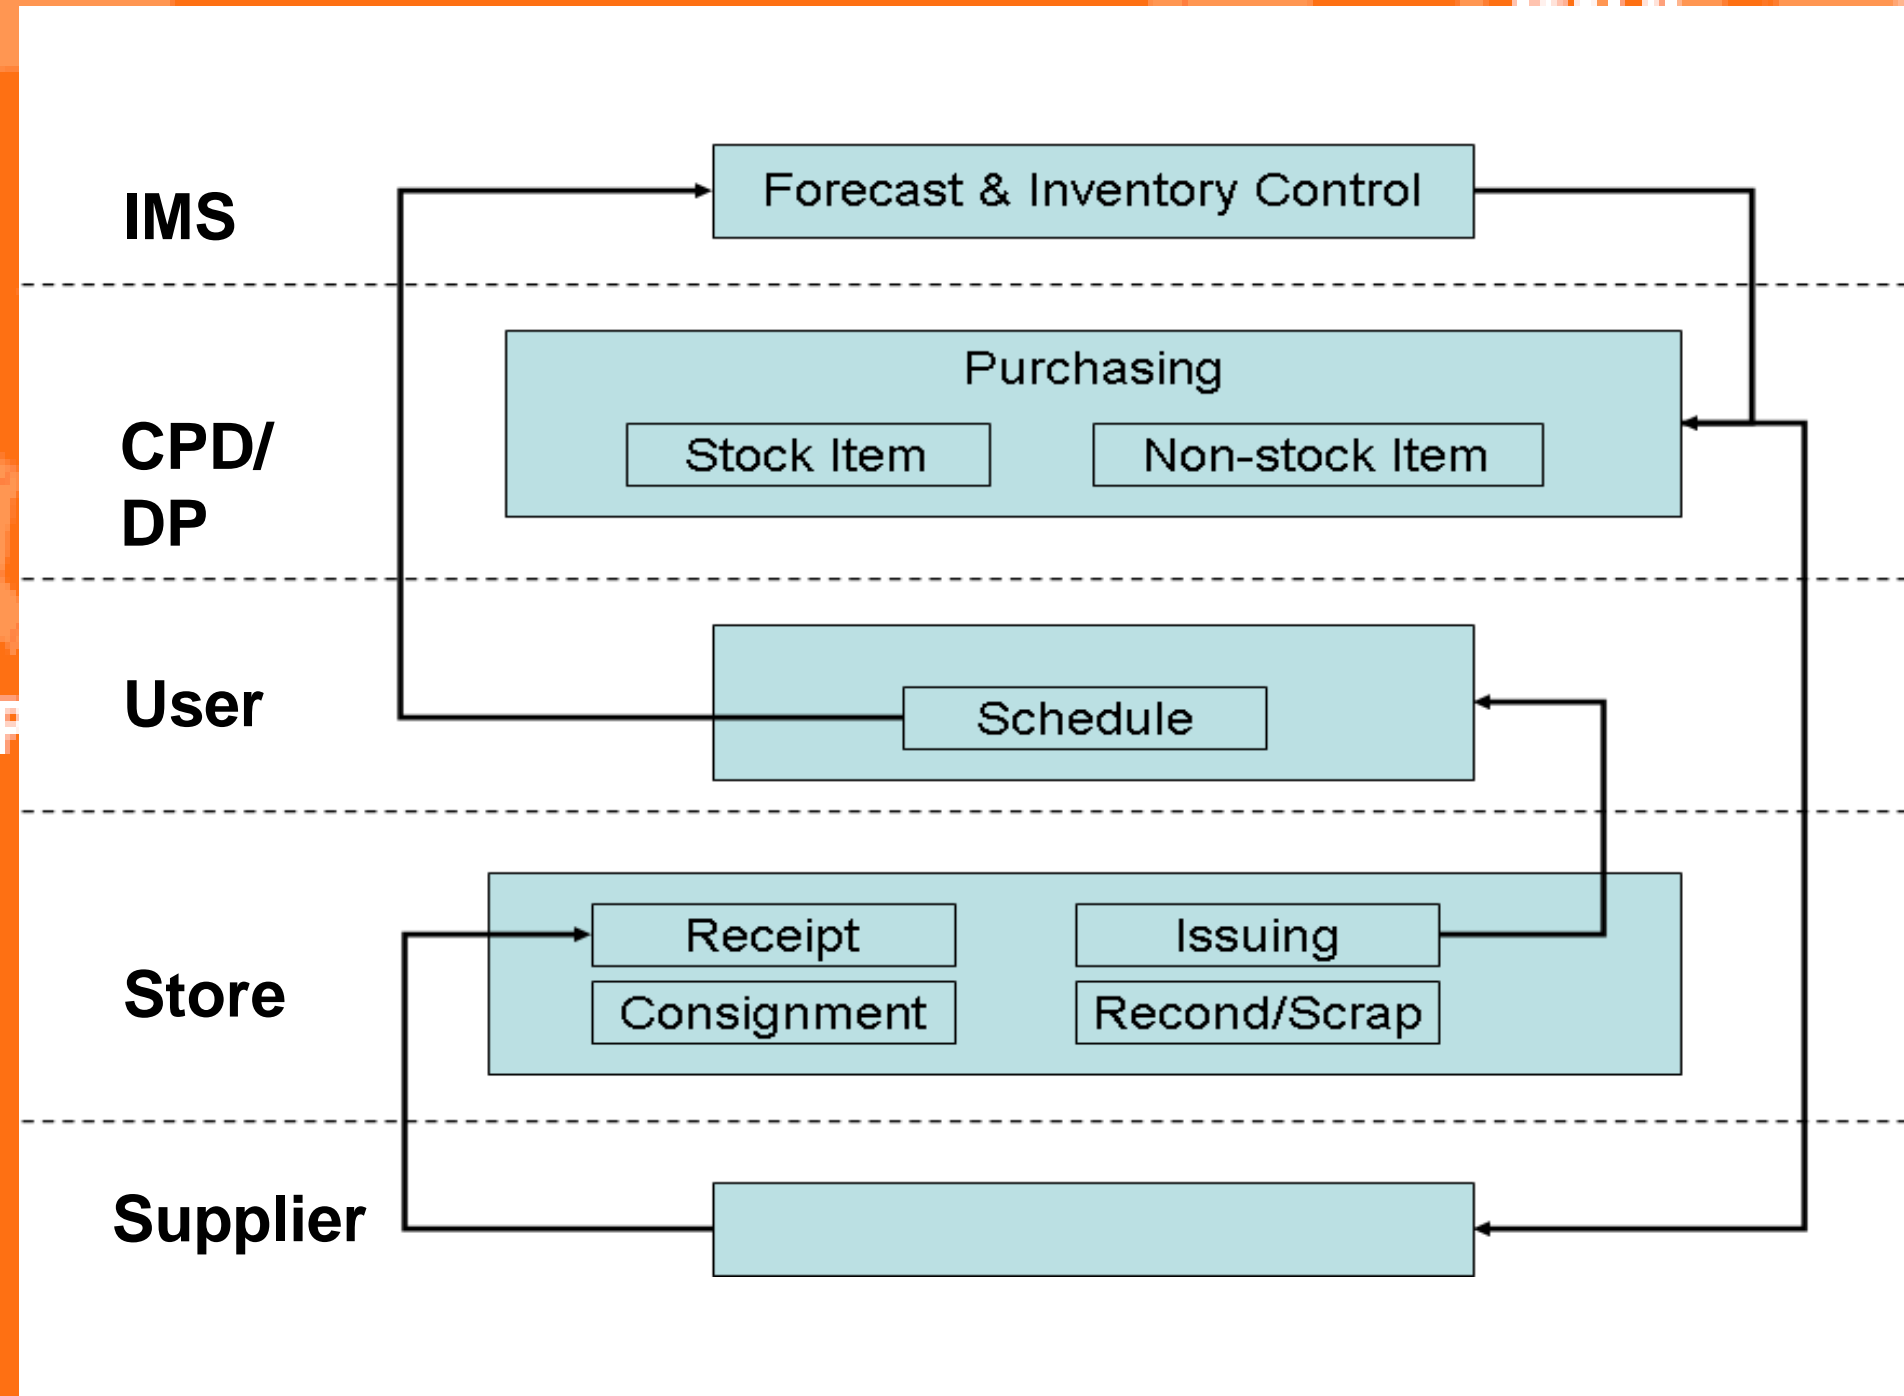 IMS
Forecast & Inventory Control
CPD/
DP
Purchasing
Stock Item
Non-stock Item
User
Schedule
Store
Receipt
Issuing
Consignment
Recond/Scrap
Supplier